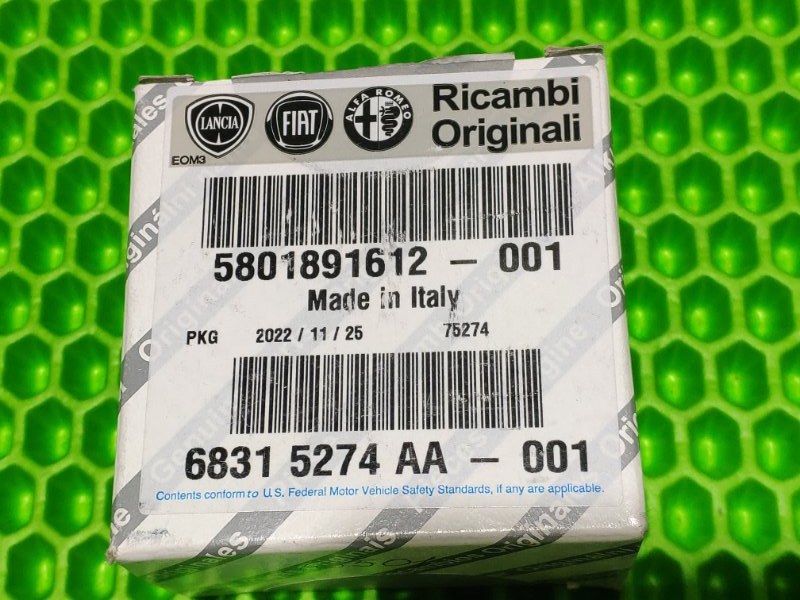 LANCIA FIAT ALFA ROMEO Ricambi
Originali
EOM3
5801891612 - 001
Made in Italy
PKG 2022 / 11 / 25 75274
6831 5274 AA - 001
Contents conform to U.S. Federal Motor Vehicle Safety Standards, if any are applicable.